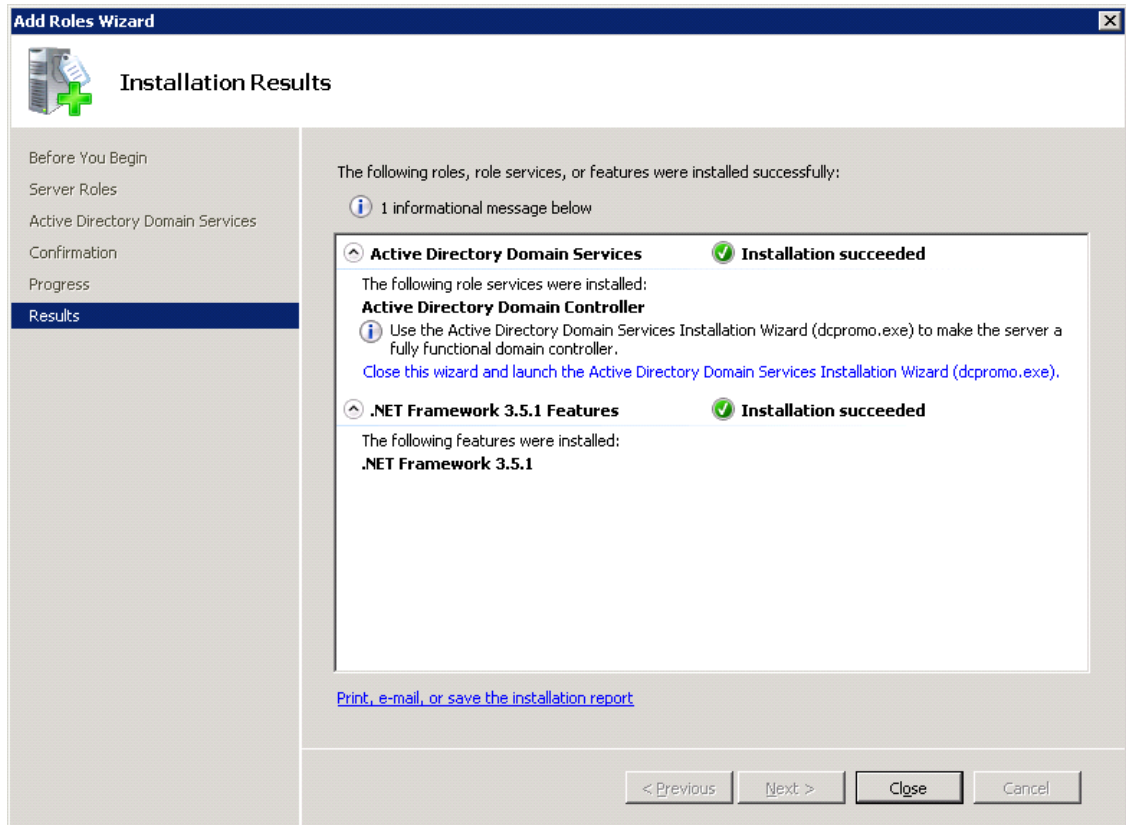 Add Roles Wizard
Installation Results
Before You Begin
Server Roles
Active Directory Domain Services
Confirmation
Progress
Results
The following roles, role services, or features were installed successfully:
1 informational message below
Active Directory Domain Services Installation succeeded
The following role services were installed:
Active Directory Domain Controller
Use the Active Directory Domain Services Installation Wizard (dcpromo.exe) to make the server a
fully functional domain controller.
Close this wizard and launch the Active Directory Domain Services Installation Wizard (dcpromo.exe).
.NET Framework 3.5.1 Features Installation succeeded
The following features were installed:
.NET Framework 3.5.1
Print, e-mail, or save the installation report
< Previous Next > Close Cancel